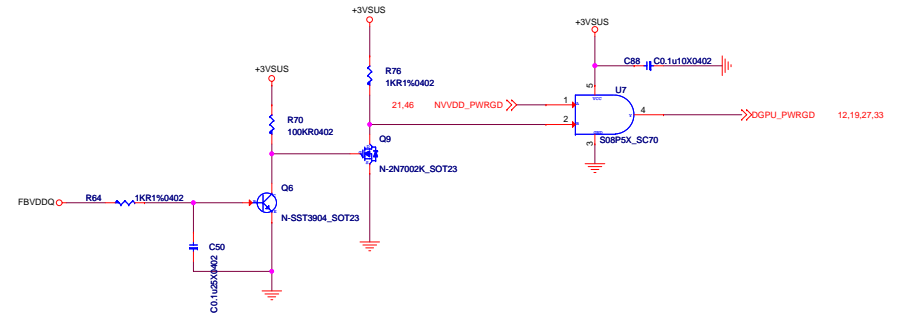 +3VSUS
+3VSUS
+3VSUS
R76
1KR1%0402
C88 C0.1u10X0402
R70
100KR0402
21,46 NVVDD_PWRGD
1
2
5
VCC
U7
4
3
DGPU_PWRGD 12,19,27,33
S08P5X_SC70
Q9
N-2N7002K_SOT23
FBVDDQ
R64 1KR1%0402
Q6
N-SST3904_SOT23
C50
C0.1u25X0402